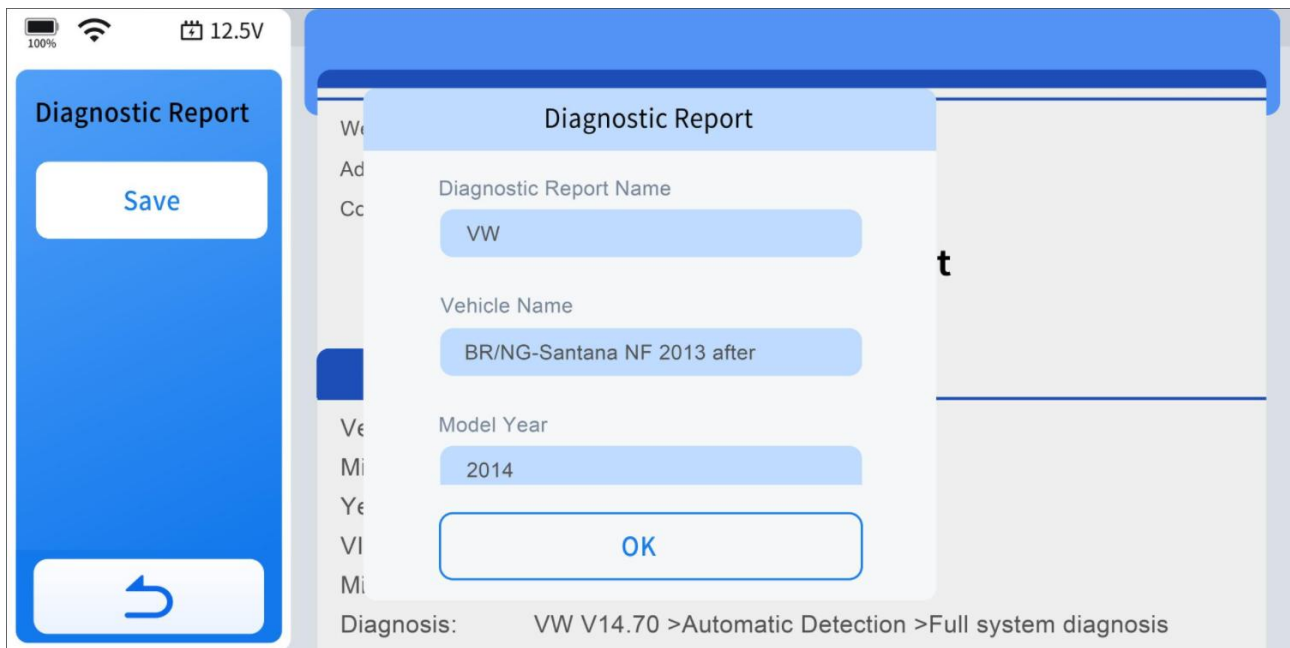 100%
12.5V
Diagnostic Report
Save
Diagnostic Report
Diagnostic Report Name
VW
Vehicle Name
BR/NG-Santana NF 2013 after
Model Year
2014
OK
Diagnosis: VW V14.70 >Automatic Detection >Full system diagnosis